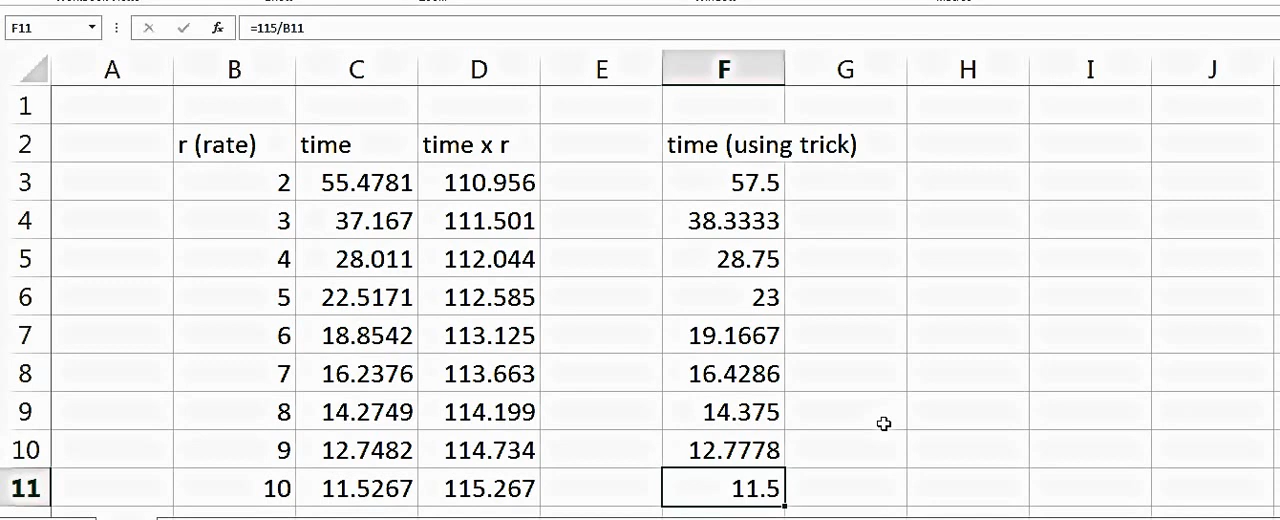 F11 fx =115/B11
A B C D E F G H I J
1
2 r (rate) time time x r time (using trick)
3 2 55.4781 110.956 57.5
4 3 37.167 111.501 38.3333
5 4 28.011 112.044 28.75
6 5 22.5171 112.585 23
7 6 18.8542 113.125 19.1667
8 7 16.2376 113.663 16.4286
9 8 14.2749 114.199 14.375
10 9 12.7482 114.734 12.7778
11 10 11.5267 115.267 11.5